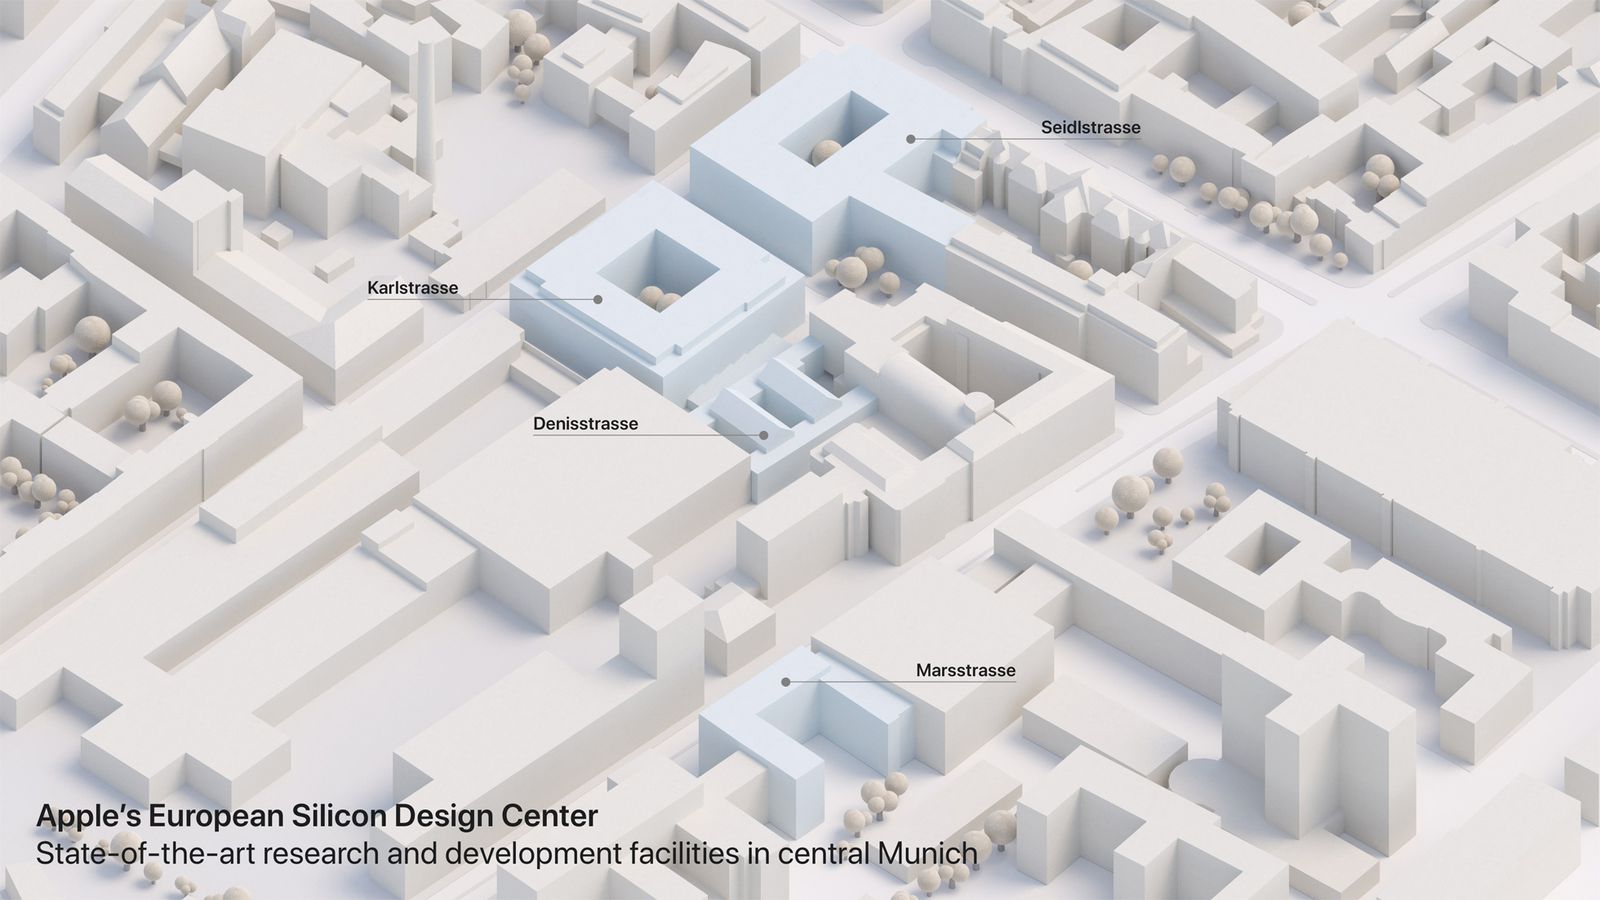 Seidlstrasse
Karlstrasse
Denisstrasse
Marsstrasse
Apple’s European Silicon Design Center
State-of-the-art research and development facilities in central Munich